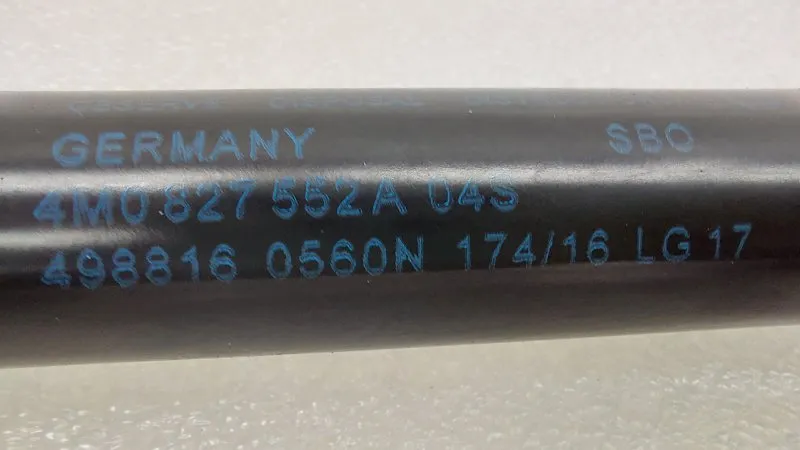 GERMANY SBO
4M0 827 552A 04S
498816 0560N 174/16 LG 17